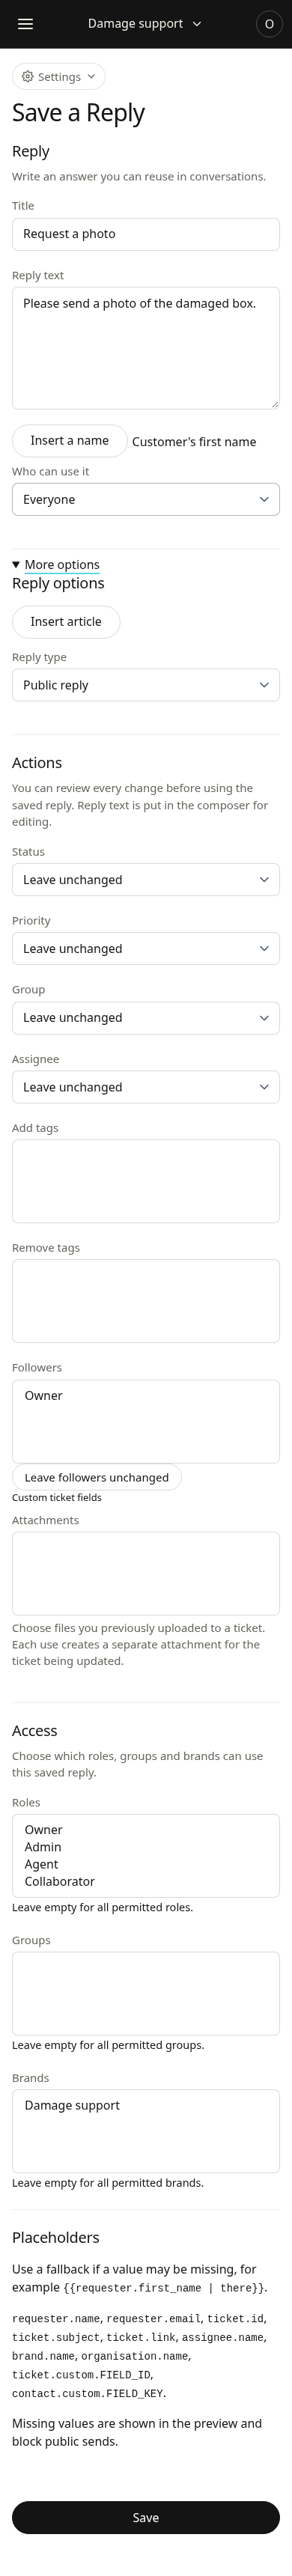 Damage support
O
Settings
Save a Reply
Reply
Write an answer you can reuse in conversations.
Title
Request a photo
Reply text
Please send a photo of the damaged box.
Insert a name
Customer's first name
Who can use it
Everyone
More options
Reply options
Insert article
Reply type
Public reply
Actions
You can review every change before using the
saved reply. Reply text is put in the composer for
editing.
Status
Leave unchanged
Priority
Leave unchanged
Group
Leave unchanged
Assignee
Leave unchanged
Add tags
Remove tags
Followers
Owner
Leave followers unchanged
Custom ticket fields
Attachments
Choose files you previously uploaded to a ticket.
Each use creates a separate attachment for the
ticket being updated.
Access
Choose which roles, groups and brands can use
this saved reply.
Roles
Owner
Admin
Agent
Collaborator
Leave empty for all permitted roles.
Groups
Leave empty for all permitted groups.
Brands
Damage support
Leave empty for all permitted brands.
Placeholders
Use a fallback if a value may be missing, for
example {{requester.first_name | there}}.
requester.name, requester.email, ticket.id,
ticket.subject, ticket.link, assignee.name,
brand.name, organisation.name,
ticket.custom.FIELD_ID,
contact.custom.FIELD_KEY.
Missing values are shown in the preview and
block public sends.
Save